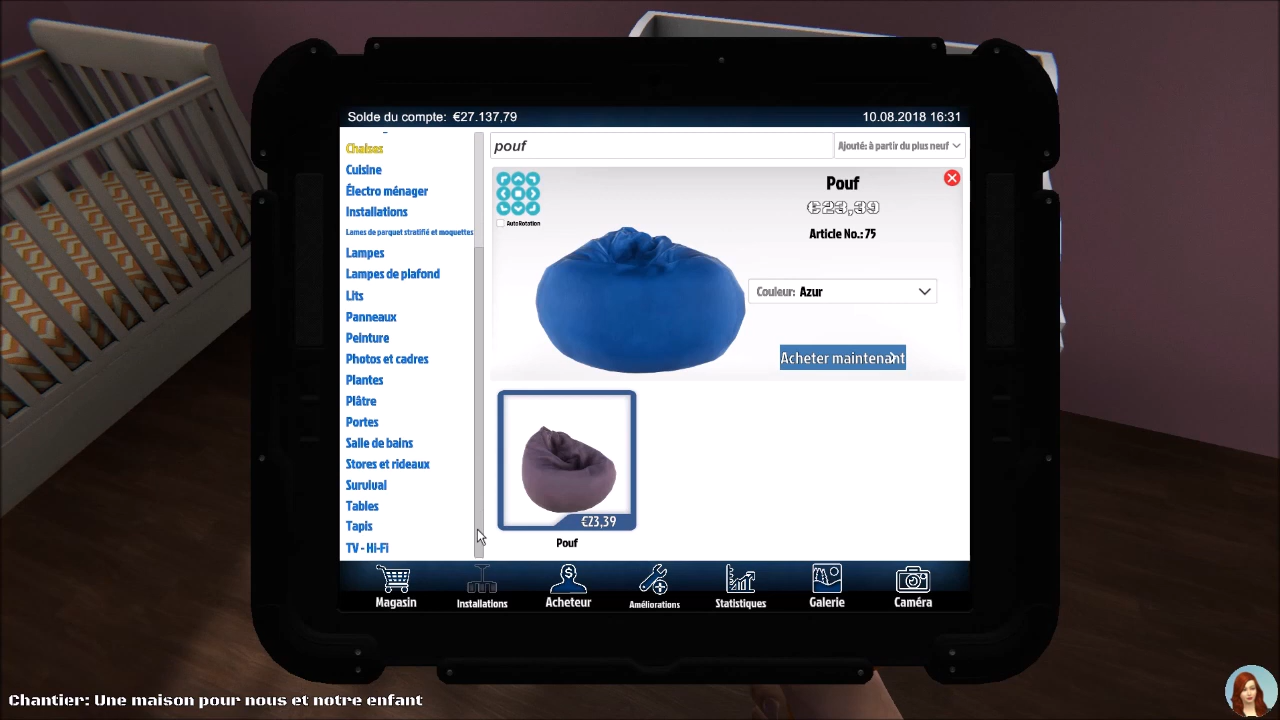 Solde du compte: €27.137,79
10.08.2018 16:31
Chaises
Cuisine
Électro ménager
Installations
Lames de parquet stratifié et moquettes
Lampes
Lampes de plafond
Lits
Panneaux
Peinture
Photos et cadres
Plantes
Plâtre
Portes
Salle de bains
Stores et rideaux
Survival
Tables
Tapis
TV - HI-FI
pouf
Ajouté: à partir du plus neuf
AutoRotation
Pouf
€23,39
Article No.: 75
Couleur: Azur
Acheter maintenant
€23,39
Pouf
Magasin
Installations
Acheteur
Améliorations
Statistiques
Galerie
Caméra
Chantier: Une maison pour nous et notre enfant